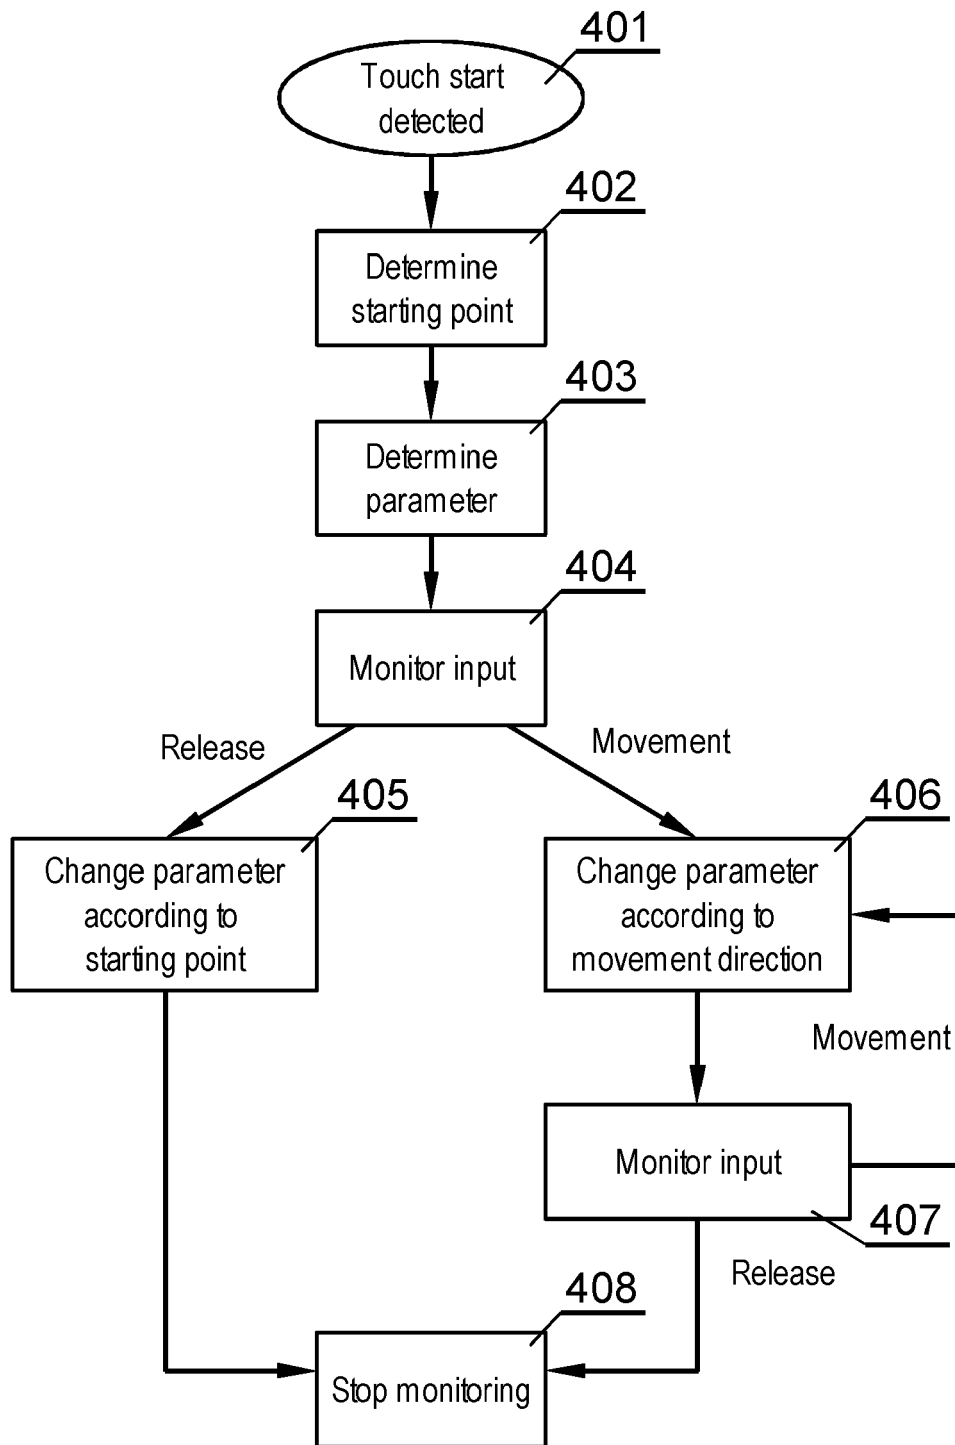 401
Touch start
detected
402
Determine
starting point
403
Determine
parameter
404
Monitor input
Release
Movement
405
406
Change parameter
according to
starting point
Change parameter
according to
movement direction
Movement
Monitor input
407
Release
408
Stop monitoring